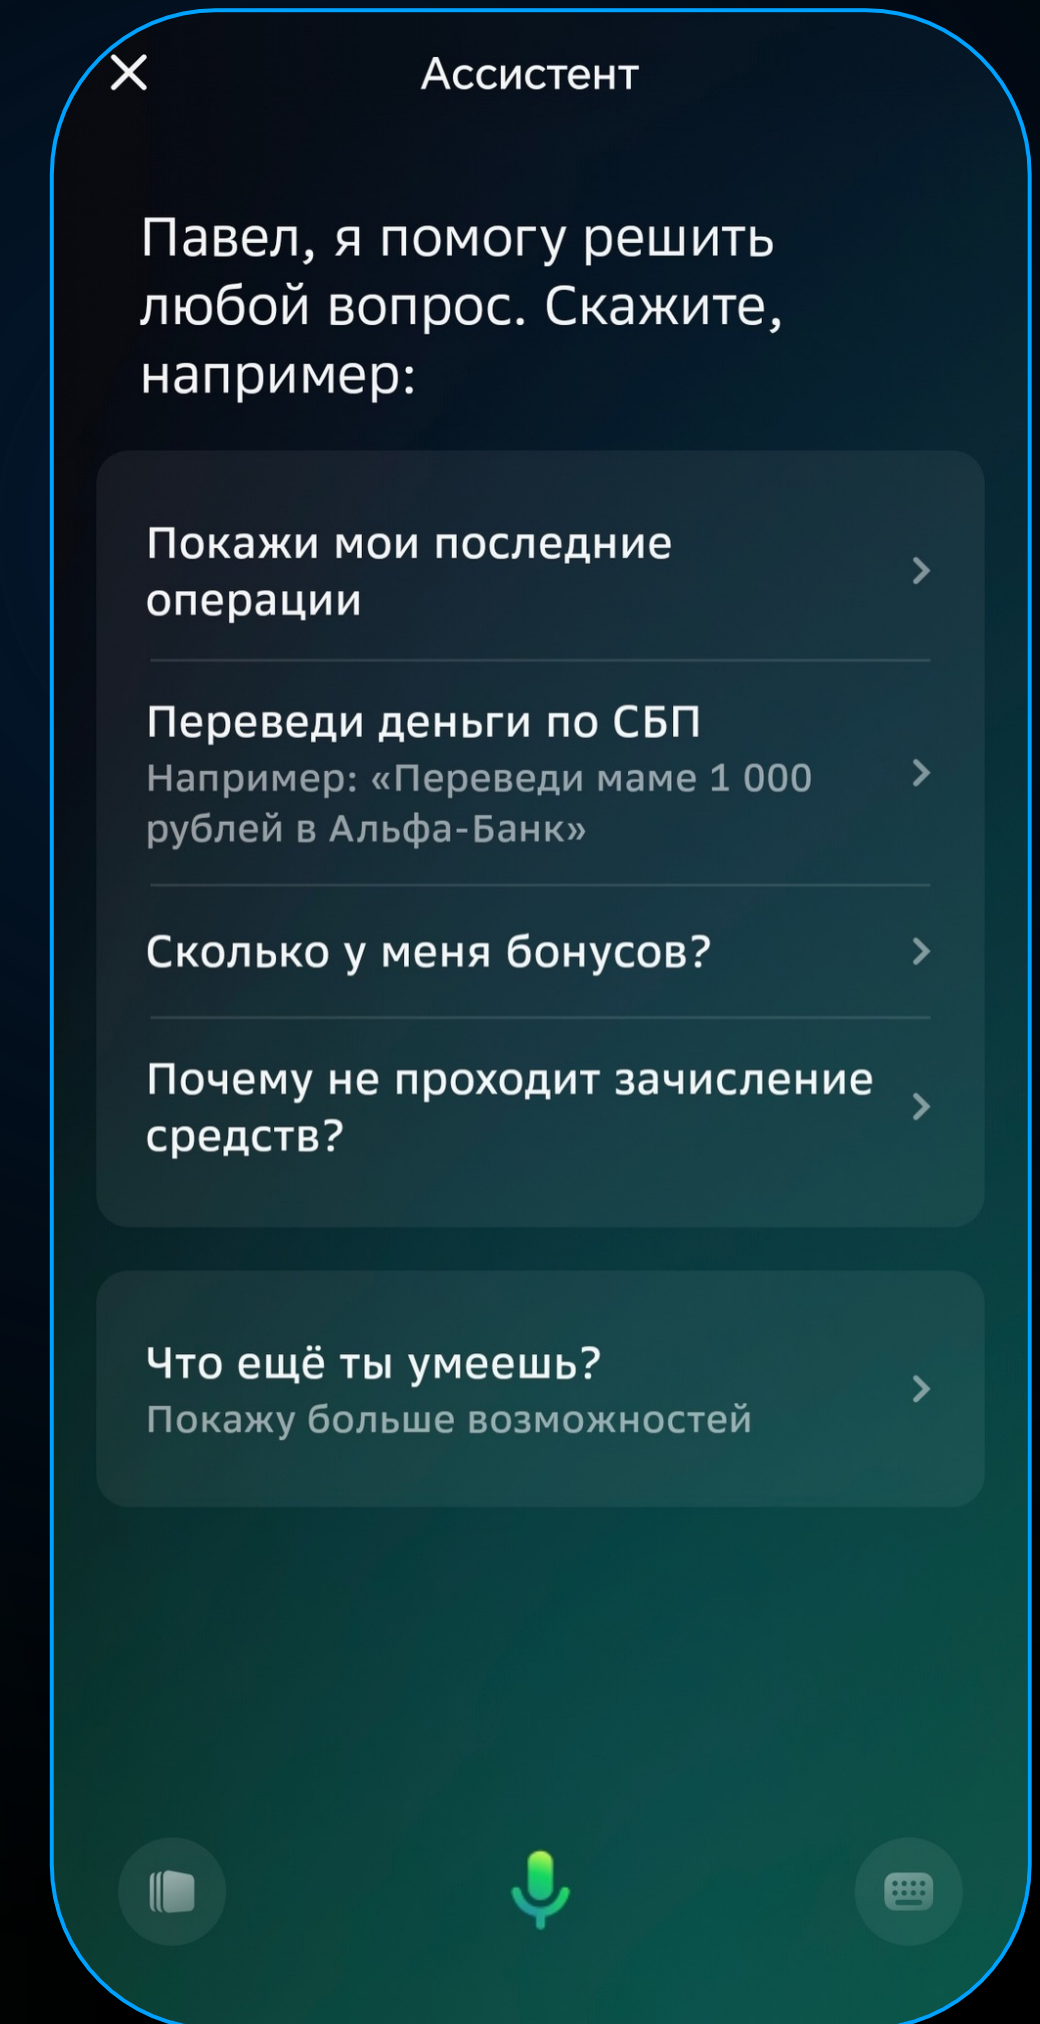 Ассистент
Павел, я помогу решить
любой вопрос. Скажите,
например:
Покажи мои последние
операции
Переведи деньги по СБП
Например: «Переведи маме 1 000
рублей в Альфа-Банк»
Сколько у меня бонусов?
Почему не проходит зачисление
средств?
Что ещё ты умеешь?
Покажу больше возможностей